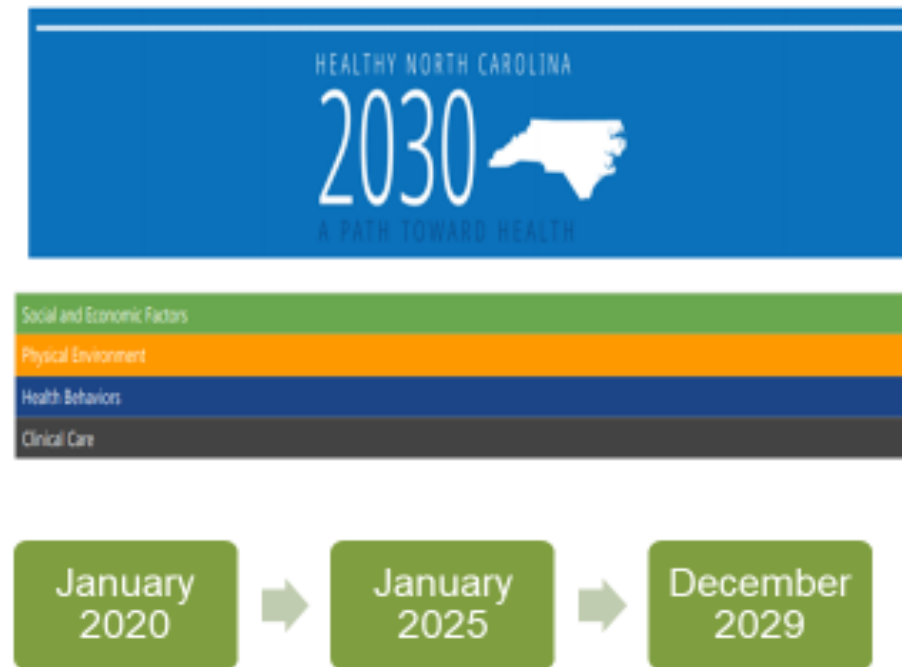 HEALTHY NORTH CAROLINA
2030
A PATH TOWARD HEALTH
Social and Economic Factors
Physical Environment
Health Behaviors
Clinical Care
January
2020
January
2025
December
2029